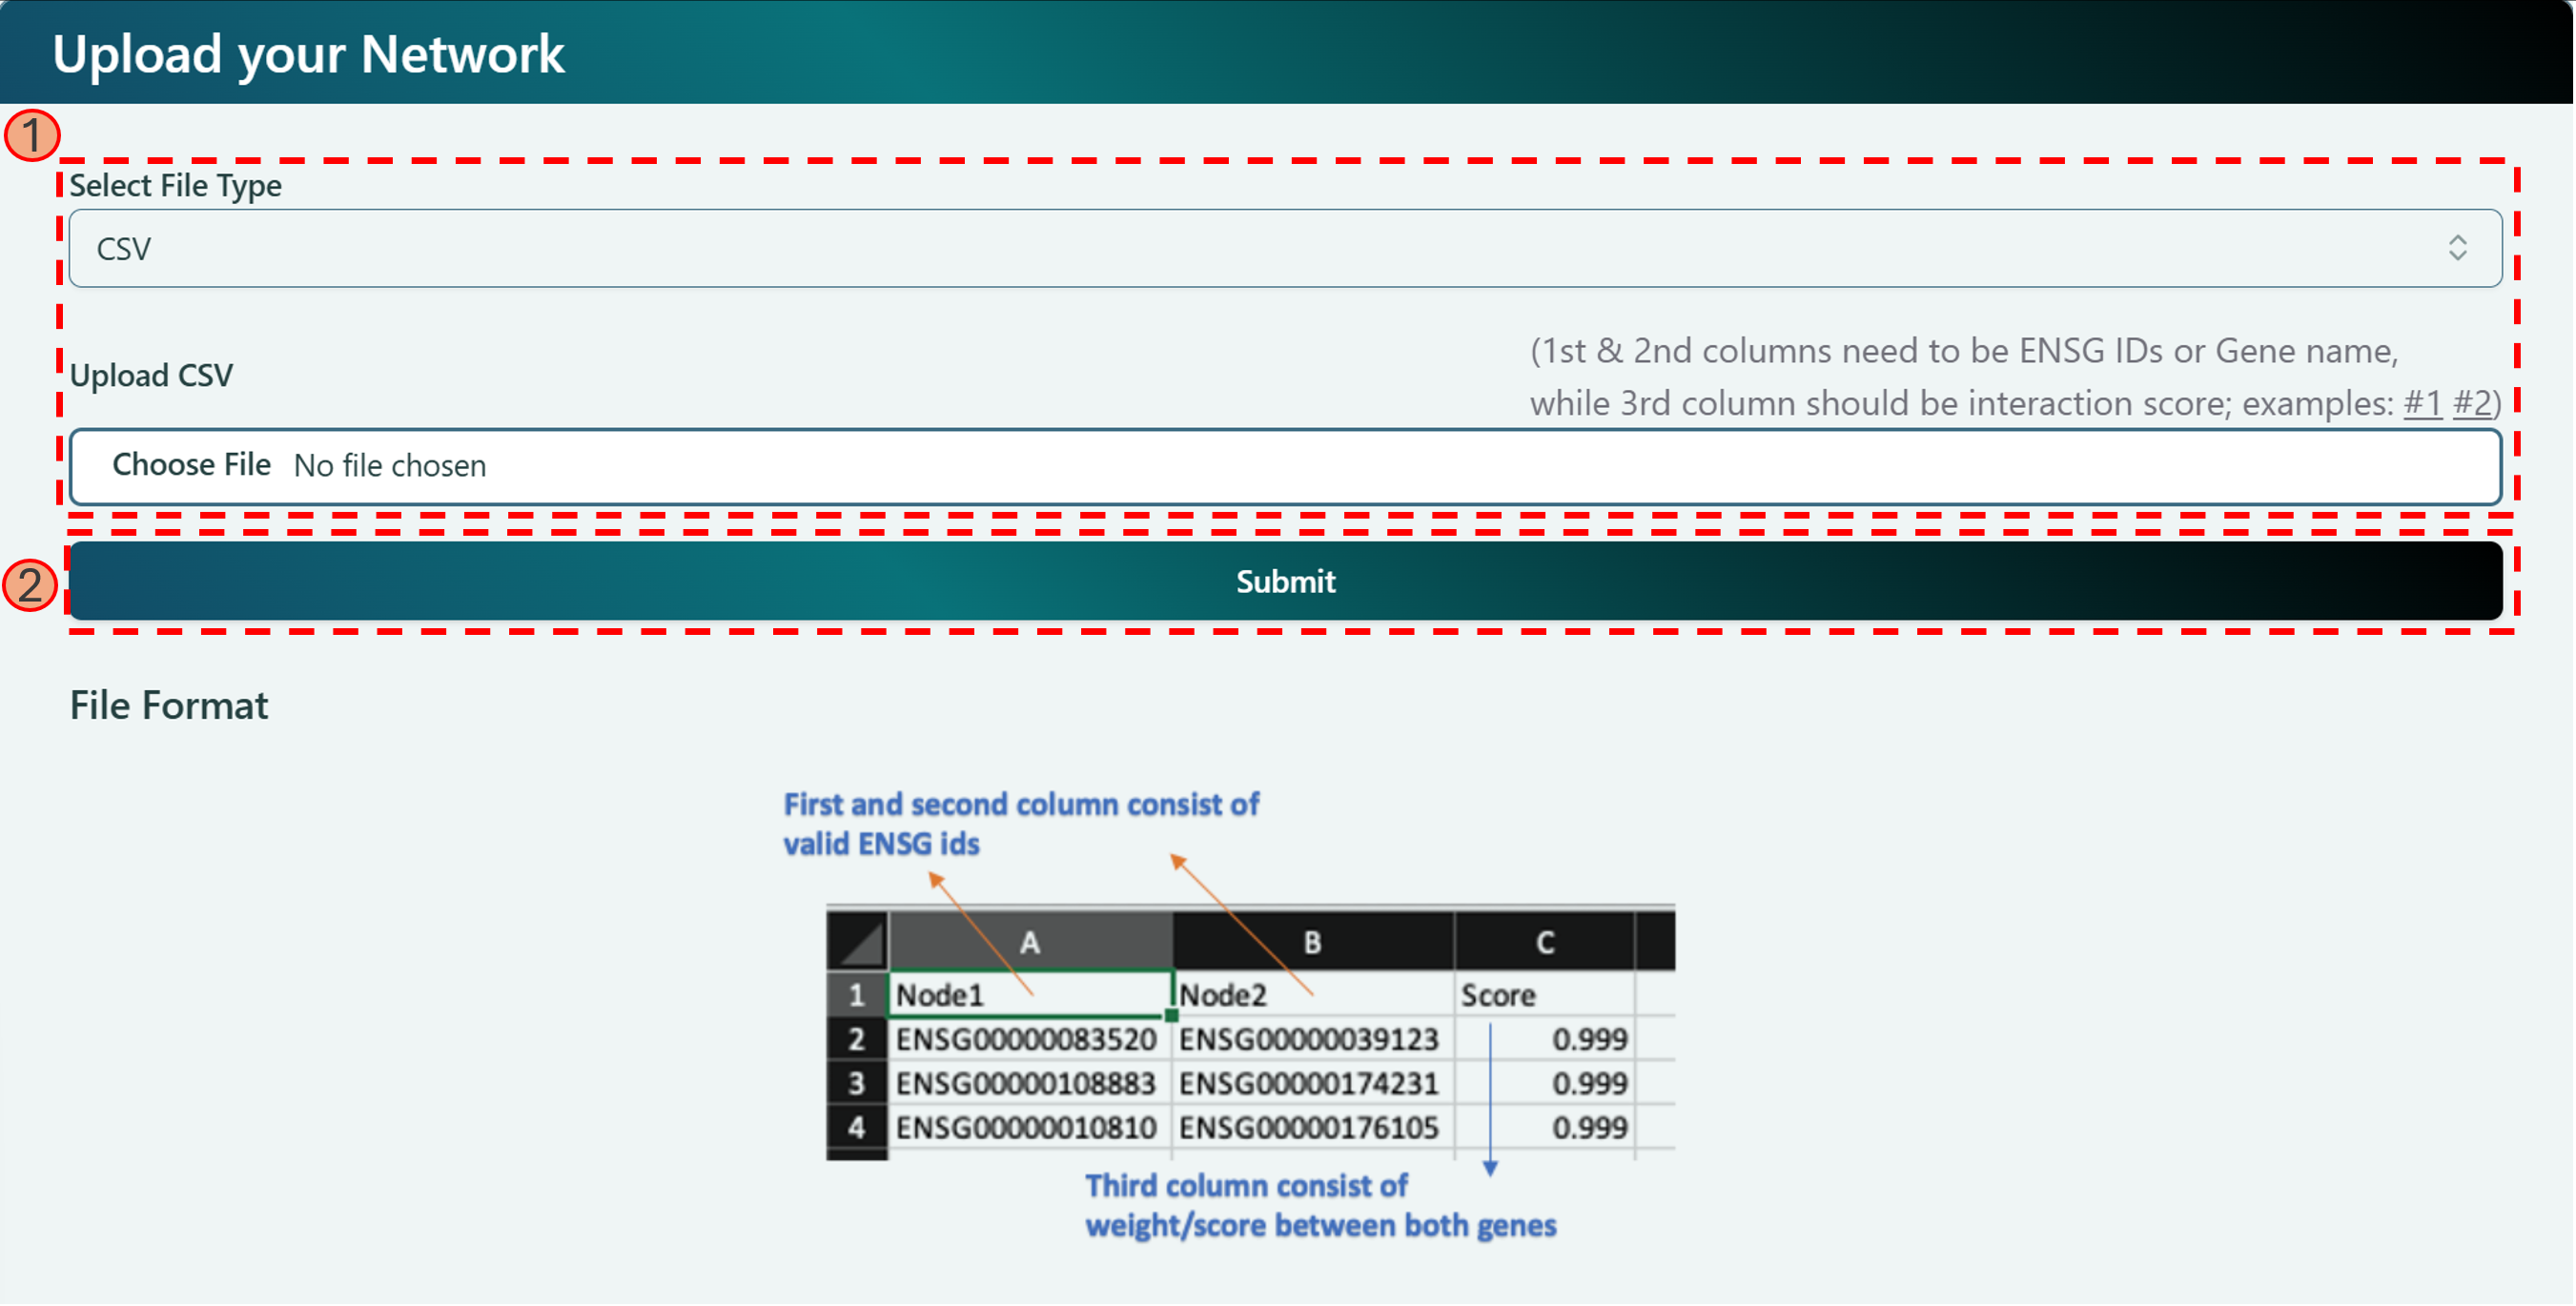 Upload your Network
1
Select File Type
CSV
(1st & 2nd columns need to be ENSG IDs or Gene name,
Upload CSV
while 3rd column should be interaction score; examples: #1 #2)
Choose File No file chosen
2
Submit
File Format
First and second column consist of
valid ENSG ids
A B C
1 Node1 Node2 Score
2 ENSG00000083520 ENSG00000039123 0.999
3 ENSG00000108883 ENSG00000174231 0.999
4 ENSG00000010810 ENSG00000176105 0.999
Third column consist of
weight/score between both genes